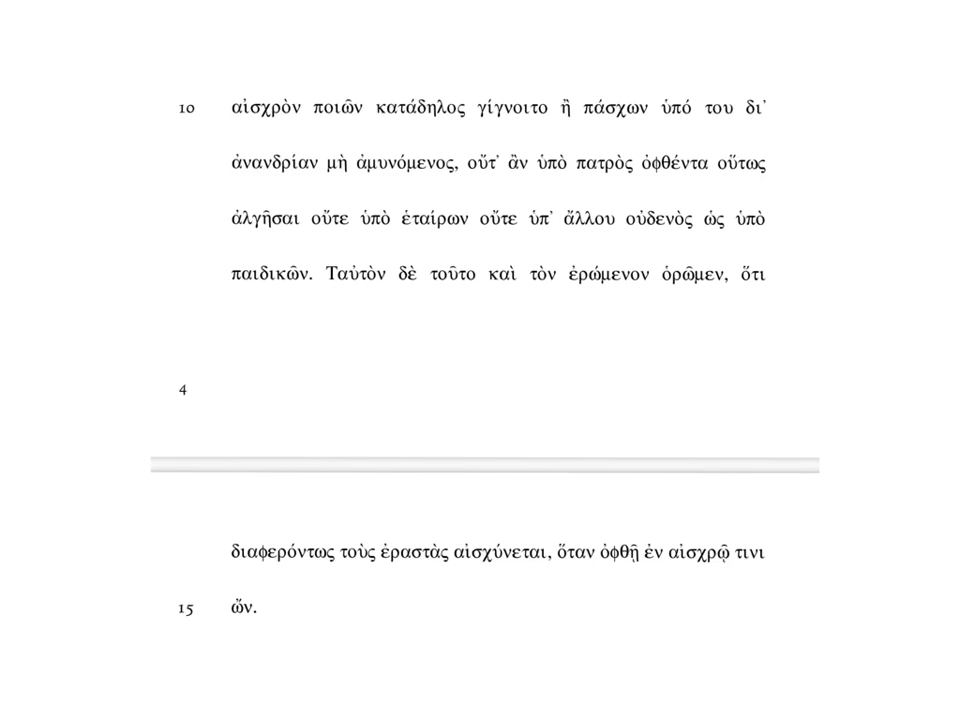 10 αἰσχρὸν ποιῶν κατάδηλος γίγνοιτο ἢ πάσχων ὑπό του δι᾽
ἀνανδρίαν μὴ ἀμυνόμενος, οὔτ᾽ ἂν ὑπὸ πατρὸς ὀφθέντα οὕτως
ἀλγῆσαι οὔτε ὑπὸ ἑταίρων οὔτε ὑπ᾽ ἄλλου οὐδενὸς ὡς ὑπὸ
παιδικῶν. Ταὐτὸν δὲ τοῦτο καὶ τὸν ἐρώμενον ὁρῶμεν, ὅτι
4
διαφερόντως τοὺς ἐραστὰς αἰσχύνεται, ὅταν ὀφθῇ ἐν αἰσχρῷ τινι
15 ὤν.